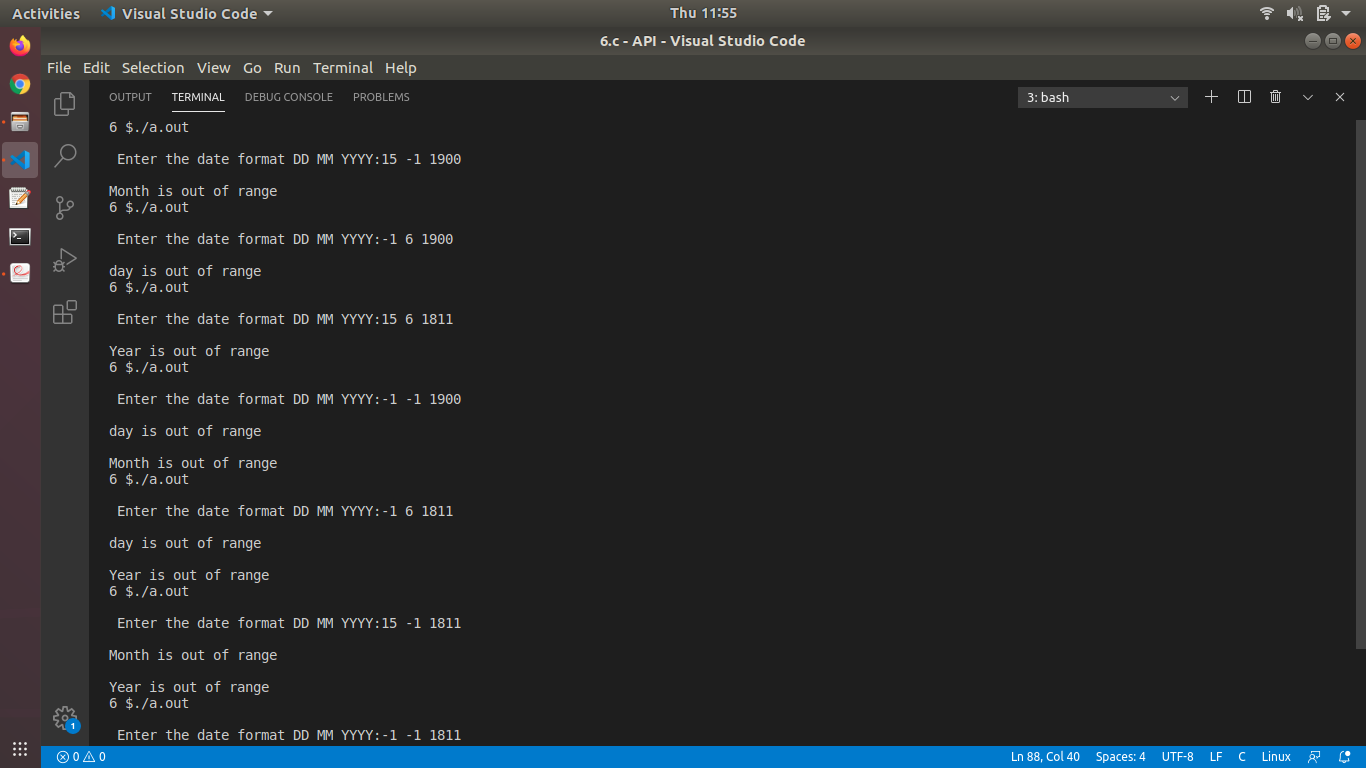 Activities Visual Studio Code Thu 11:55
6.c - API - Visual Studio Code
File Edit Selection View Go Run Terminal Help
OUTPUT TERMINAL DEBUG CONSOLE PROBLEMS 3: bash
6 $./a.out
Enter the date format DD MM YYYY:15 -1 1900
Month is out of range
6 $./a.out
Enter the date format DD MM YYYY:-1 6 1900
day is out of range
6 $./a.out
Enter the date format DD MM YYYY:15 6 1811
Year is out of range
6 $./a.out
Enter the date format DD MM YYYY:-1 -1 1900
day is out of range
Month is out of range
6 $./a.out
Enter the date format DD MM YYYY:-1 6 1811
day is out of range
Year is out of range
6 $./a.out
Enter the date format DD MM YYYY:15 -1 1811
Month is out of range
Year is out of range
6 $./a.out
Enter the date format DD MM YYYY:-1 -1 1811
1
0 0 Ln 88, Col 40 Spaces: 4 UTF-8 LF C Linux